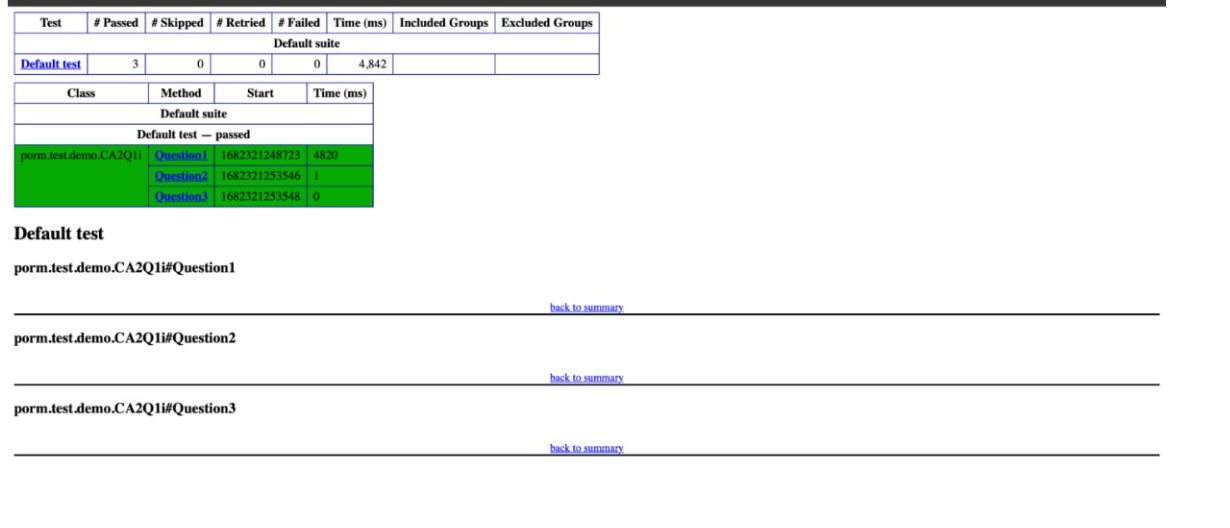 Test # Passed # Skipped # Retried # Failed Time (ms) Included Groups Excluded Groups
Default suite
Default test 3 0 0 0 4,842
Class Method Start Time (ms)
Default suite
Default test — passed
porm.test.demo.CA2Q1i Question1 1682321248723 4820
Question2 1682321253546 1
Question3 1682321253548 0
Default test
porm.test.demo.CA2Q1i#Question1
back to summary
porm.test.demo.CA2Q1i#Question2
back to summary
porm.test.demo.CA2Q1i#Question3
back to summary